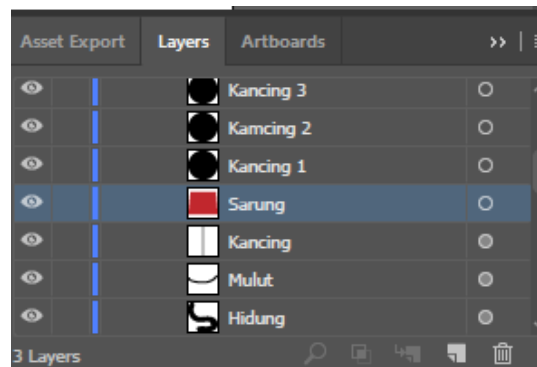 Asset Export Layers Artboards
Kancing 3
Kamcing 2
Kancing 1
Sarung
Kancing
Mulut
Hidung
3 Layers